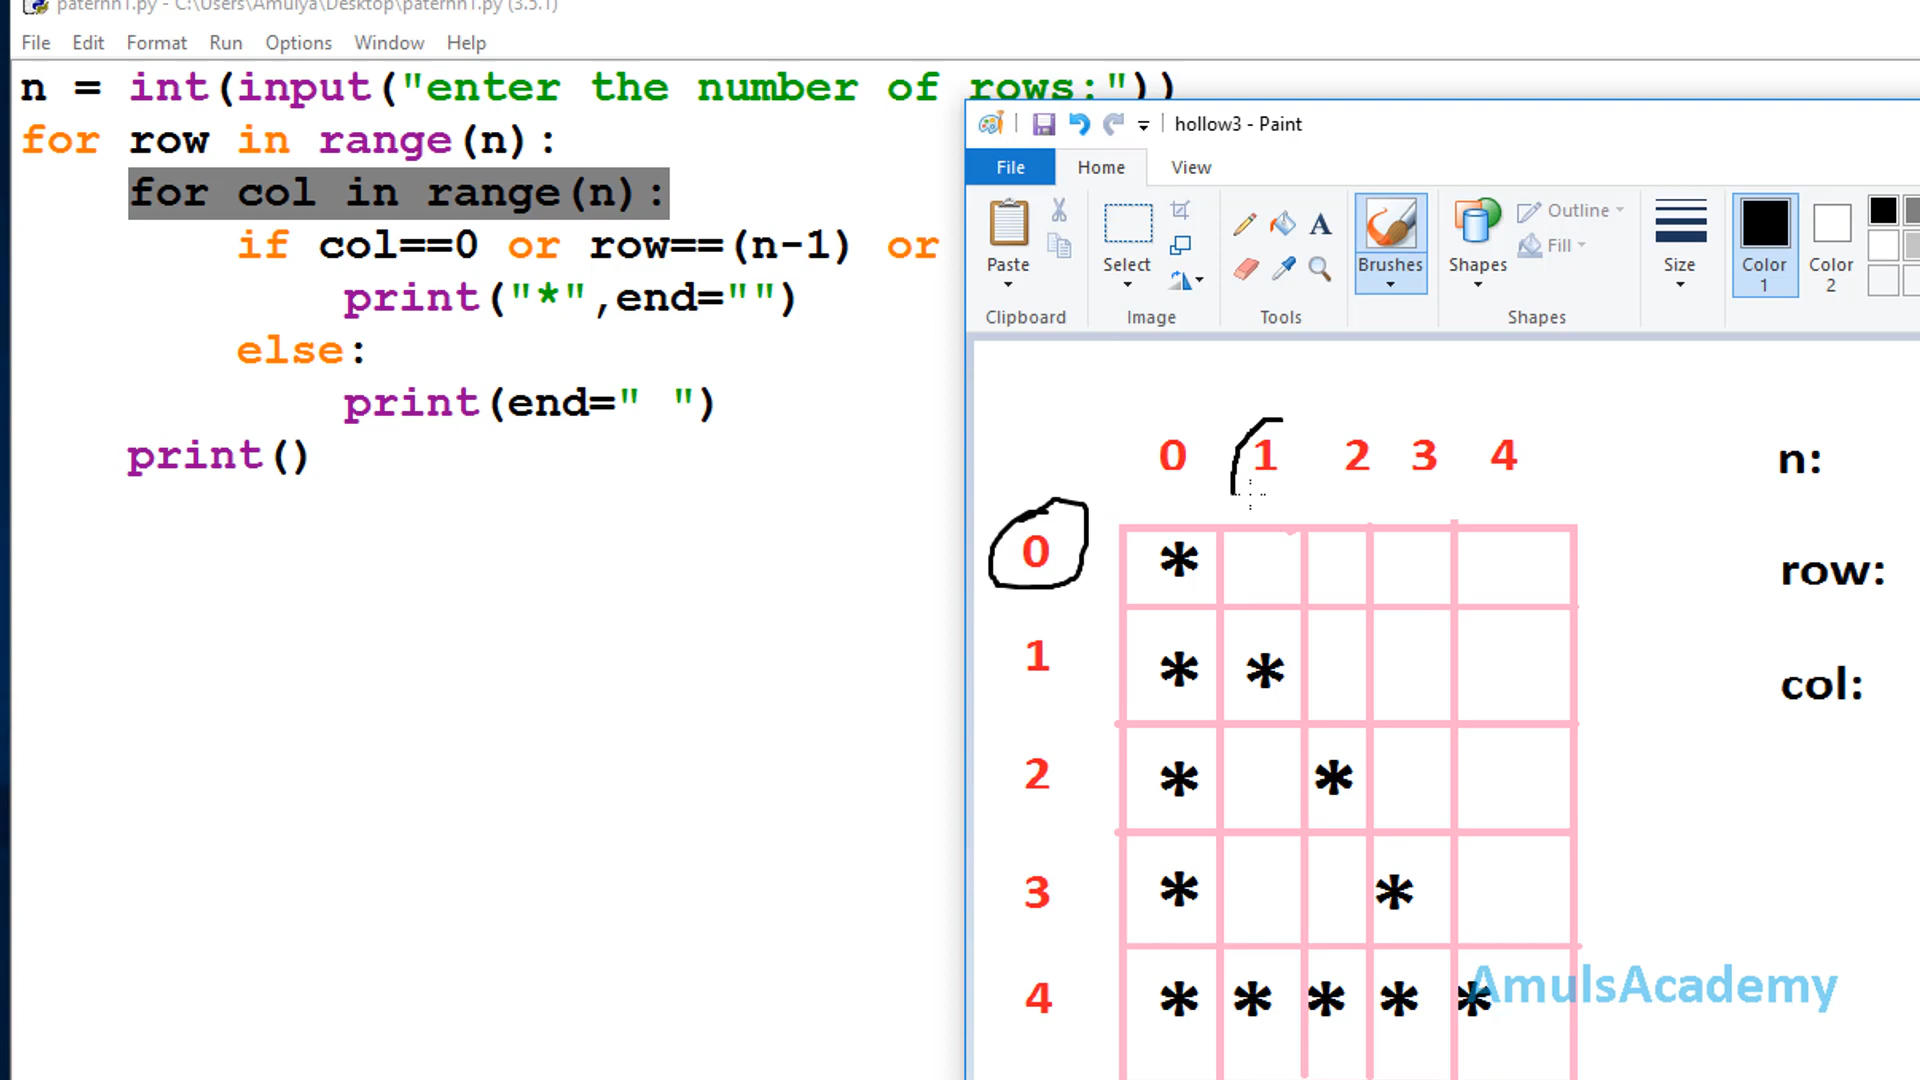 paternn1.py - C:\Users\Amulya\Desktop\paternn1.py (3.5.1)
File Edit Format Run Options Window Help
n = int(input("enter the number of rows:"))
for row in range(n):
for col in range(n):
if col==0 or row==(n-1) or
print("*",end="")
else:
print(end=" ")
print()
hollow3 - Paint
File Home View
Paste
Clipboard
Select
Image
A
Tools
Brushes
Shapes
Outline
Fill
Shapes
Size
Color 1
Color 2
0 1 2 3 4
0 *
1 * *
2 * *
3 * *
4 * * * * *
n:
row:
col:
AmulsAcademy